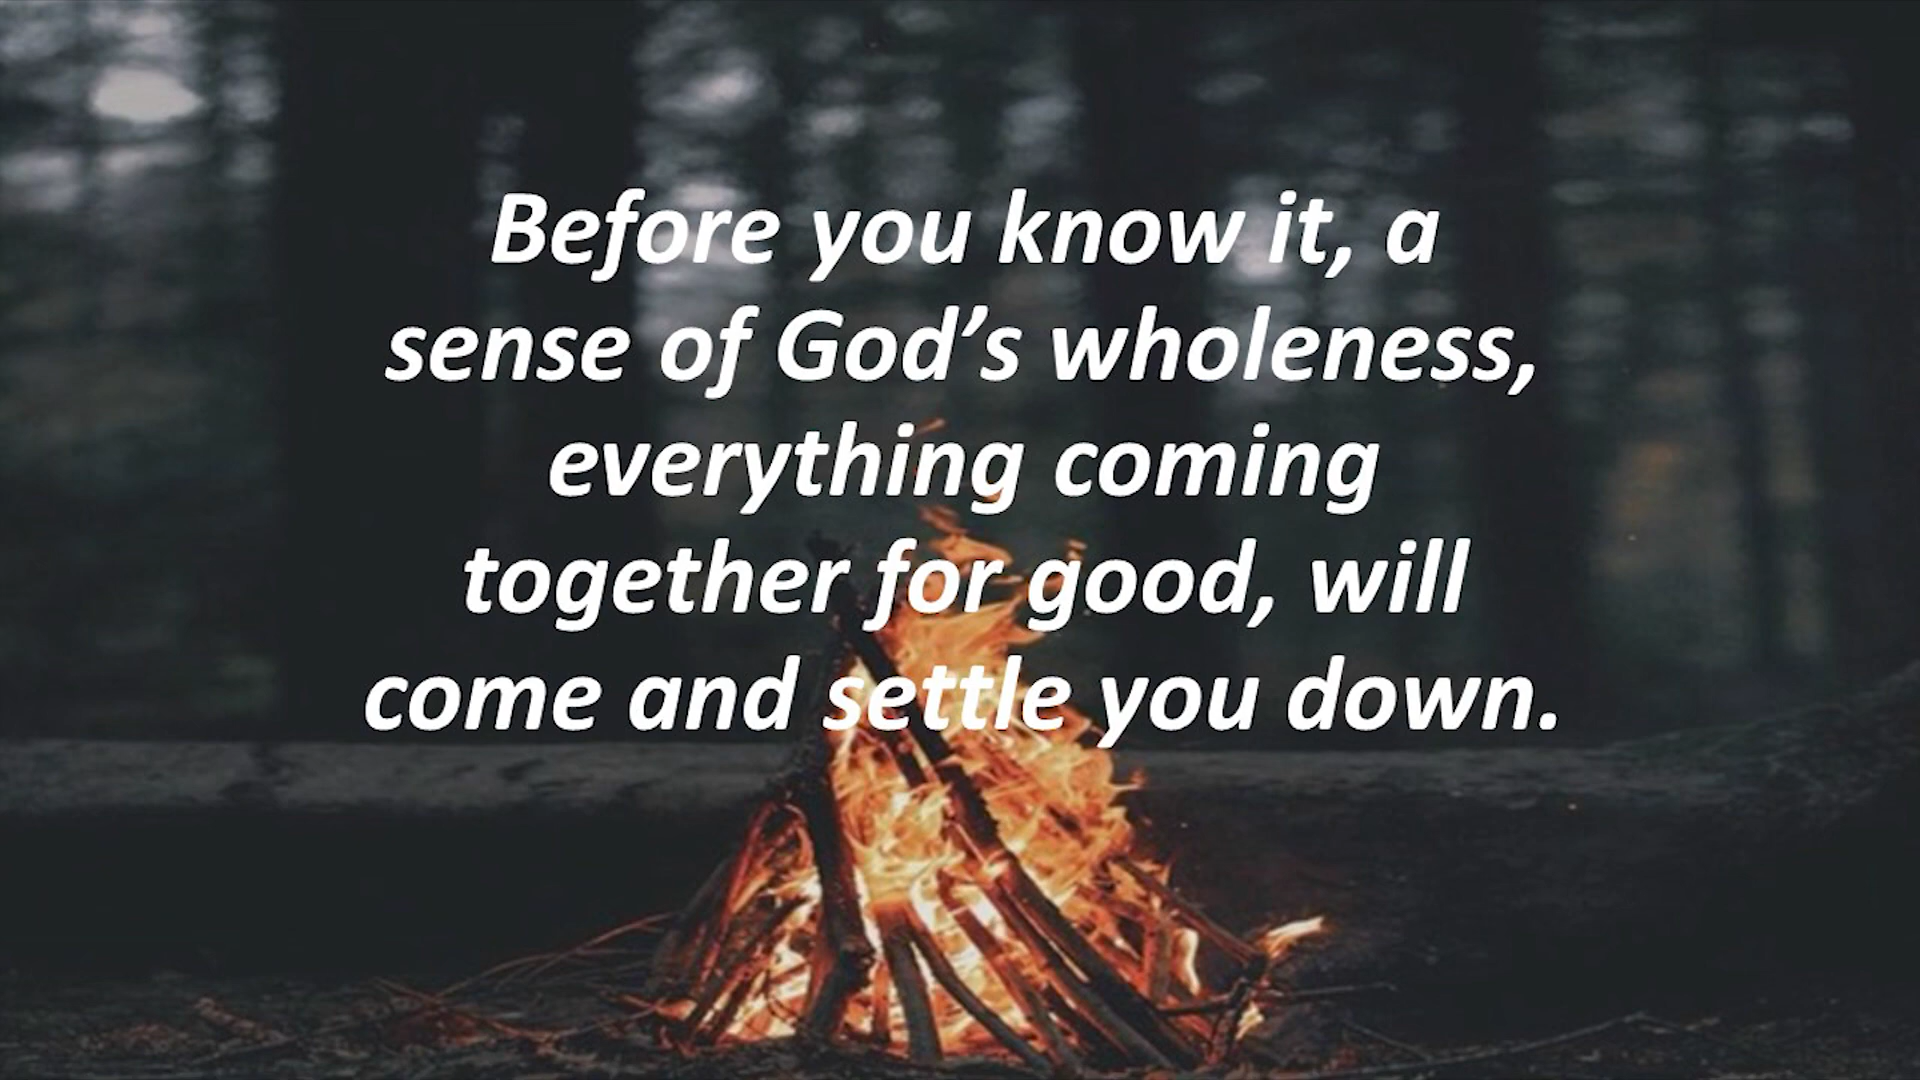 Before you know it, a
sense of God’s wholeness,
everything coming
together for good, will
come and settle you down.